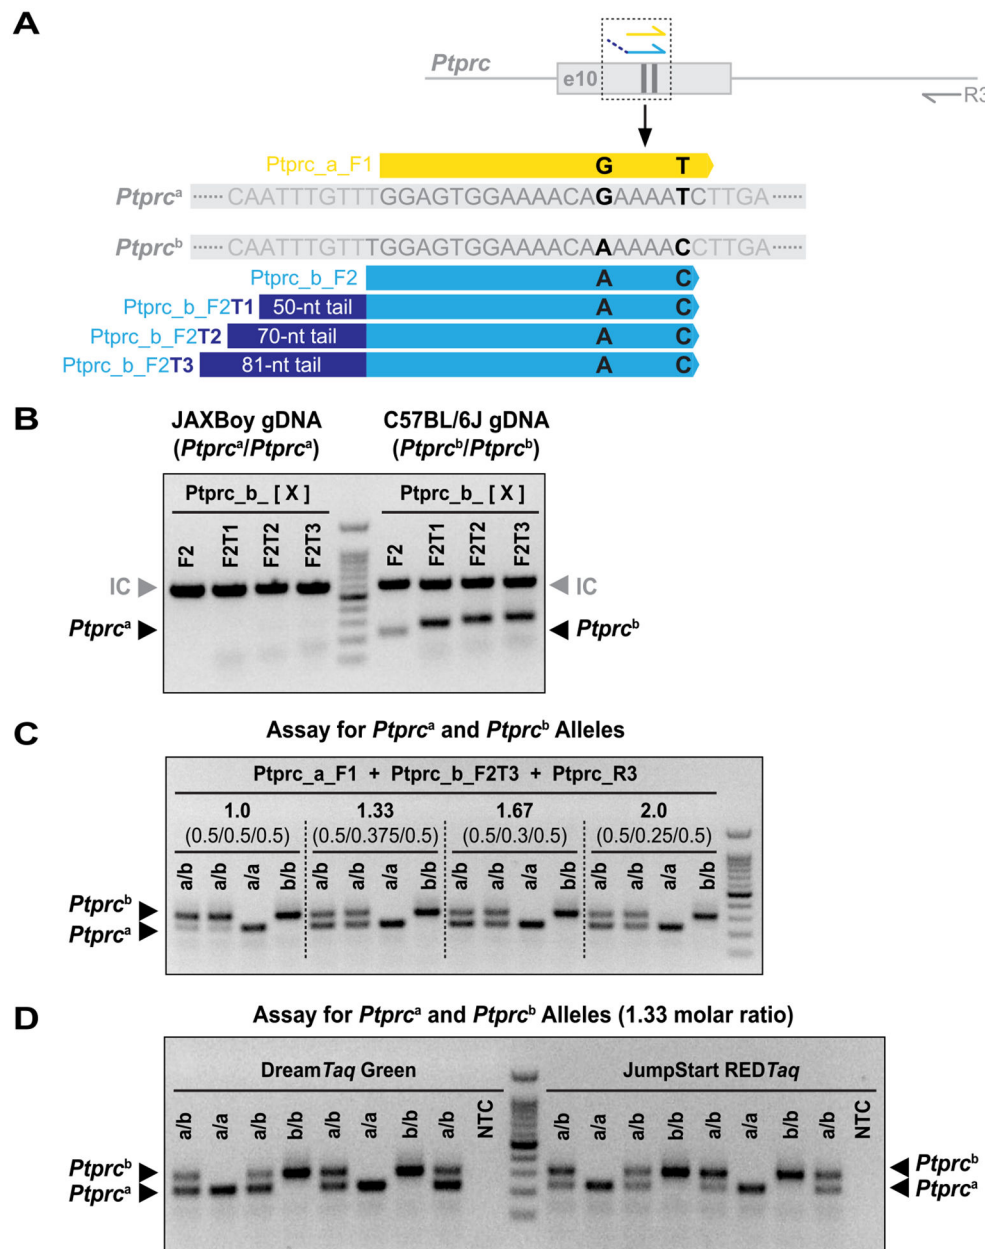 A
Ptprc
e10
R3
Ptprc_a_F1
G T
Ptprcᵃ
······ CAATTTGTTTGGAGTGGAAAACAGAAAATCTTGA ······
Ptprcᵇ
······ CAATTTGTTTGGAGTGGAAAACAAAAAACCTTGA ······
Ptprc_b_F2
A C
Ptprc_b_F2T1 50-nt tail A C
Ptprc_b_F2T2 70-nt tail A C
Ptprc_b_F2T3 81-nt tail A C
B
JAXBoy gDNA
(Ptprcᵃ/Ptprcᵃ)
C57BL/6J gDNA
(Ptprcᵇ/Ptprcᵇ)
Ptprc_b_ [ X ]
Ptprc_b_ [ X ]
F2 F2T1 F2T2 F2T3
F2 F2T1 F2T2 F2T3
IC
IC
Ptprcᵃ
Ptprcᵇ
C
Assay for Ptprcᵃ and Ptprcᵇ Alleles
Ptprc_a_F1 + Ptprc_b_F2T3 + Ptprc_R3
1.0 1.33 1.67 2.0
(0.5/0.5/0.5) (0.5/0.375/0.5) (0.5/0.3/0.5) (0.5/0.25/0.5)
a/b a/b a/a b/b a/b a/b a/a b/b a/b a/b a/a b/b a/b a/b a/a b/b
Ptprcᵇ
Ptprcᵃ
D
Assay for Ptprcᵃ and Ptprcᵇ Alleles (1.33 molar ratio)
DreamTaq Green
JumpStart REDTaq
a/b a/a a/b b/b a/b a/a b/b a/b NTC
a/b a/a a/b b/b a/b a/a b/b a/b NTC
Ptprcᵇ
Ptprcᵇ
Ptprcᵃ
Ptprcᵃ